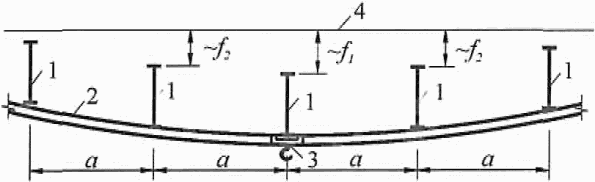 4
~f₂ ~f₁ ~f₂
1 1 1 1 1
2
3
a a a a